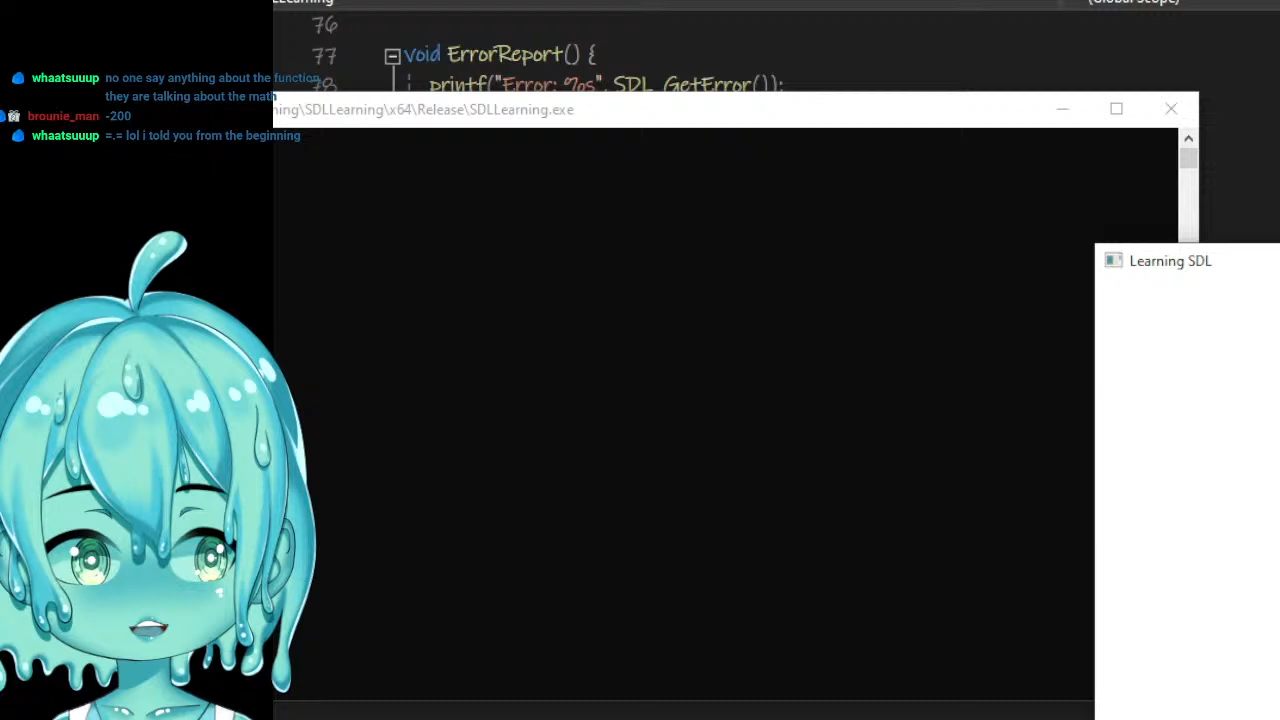 76
(Global Scope)
77 void ErrorReport() {
78 printf("Error: %s", SDL_GetError());
whaatsuuup no one say anything about the function
they are talking about the math
brounie_man -200
whaatsuuup =.= lol i told you from the beginning
\SDLLearning\x64\Release\SDLLearning.exe
Learning SDL